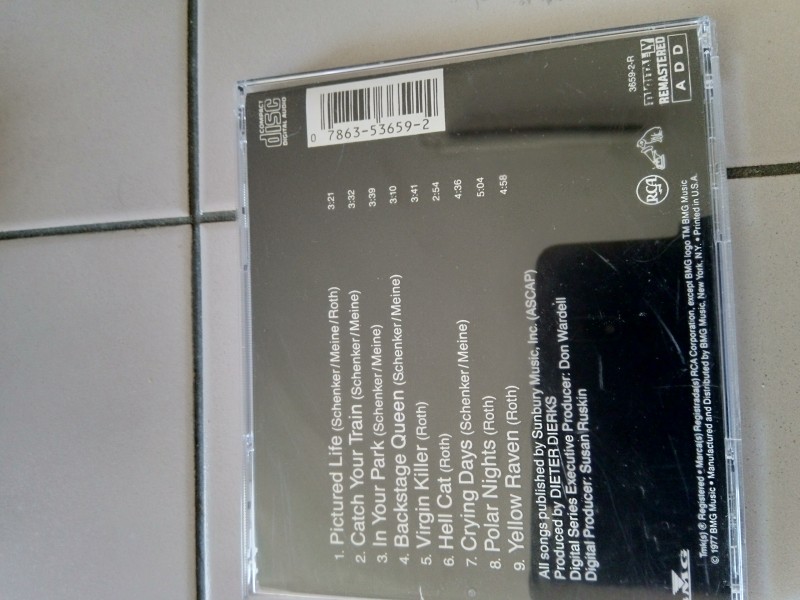 COMPACT
disc
DIGITAL AUDIO
0 7863-53659-2
3659-2-R
DIGITALLY
REMASTERED
A D D
1. Pictured Life (Schenker/Meine/Roth) 3:21
2. Catch Your Train (Schenker/Meine) 3:32
3. In Your Park (Schenker/Meine) 3:39
4. Backstage Queen (Schenker/Meine) 3:10
5. Virgin Killer (Roth) 3:41
6. Hell Cat (Roth) 2:54
7. Crying Days (Schenker/Meine) 4:36
8. Polar Nights (Roth) 5:04
9. Yellow Raven (Roth) 4:58
All songs published by Sunbury Music, Inc. (ASCAP)
Produced by DIETER DIERKS
Digital Series Executive Producer: Don Wardell
Digital Producer: Susan Ruskin
RCA
BMG
Tmk(s) ® Registered • Marca(s) Registrada(s) RCA Corporation, except BMG logo TM BMG Music
© 1977 BMG Music • Manufactured and Distributed by BMG Music, New York, N.Y. • Printed in U.S.A.